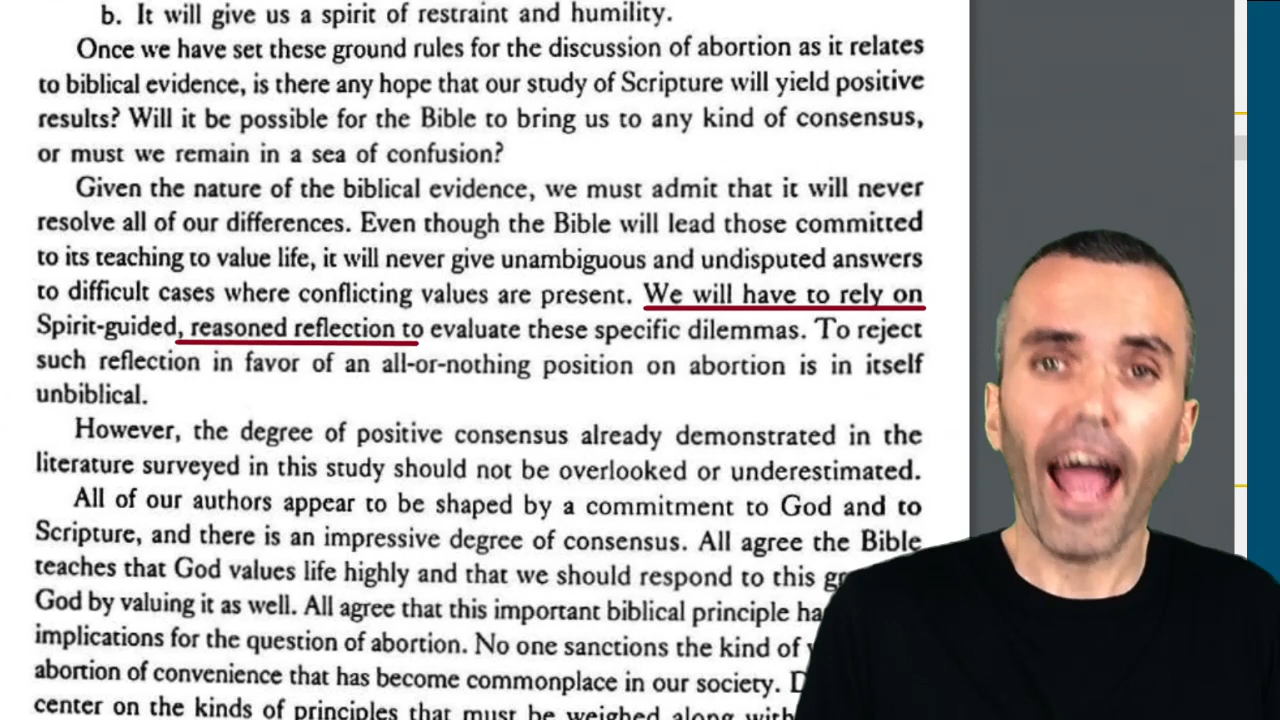 b. It will give us a spirit of restraint and humility.
Once we have set these ground rules for the discussion of abortion as it relates
to biblical evidence, is there any hope that our study of Scripture will yield positive
results? Will it be possible for the Bible to bring us to any kind of consensus,
or must we remain in a sea of confusion?
Given the nature of the biblical evidence, we must admit that it will never
resolve all of our differences. Even though the Bible will lead those committed
to its teaching to value life, it will never give unambiguous and undisputed answers
to difficult cases where conflicting values are present. We will have to rely on
Spirit-guided, reasoned reflection to evaluate these specific dilemmas. To reject
such reflection in favor of an all-or-nothing position on abortion is in itself
unbiblical.
However, the degree of positive consensus already demonstrated in the
literature surveyed in this study should not be overlooked or underestimated.
All of our authors appear to be shaped by a commitment to God and to
Scripture, and there is an impressive degree of consensus. All agree the Bible
teaches that God values life highly and that we should respond to this
God by valuing it as well. All agree that this important biblical principle
implications for the question of abortion. No one sanctions the kind of
abortion of convenience that has become commonplace in our society.
center on the kinds of principles that must be weighed along